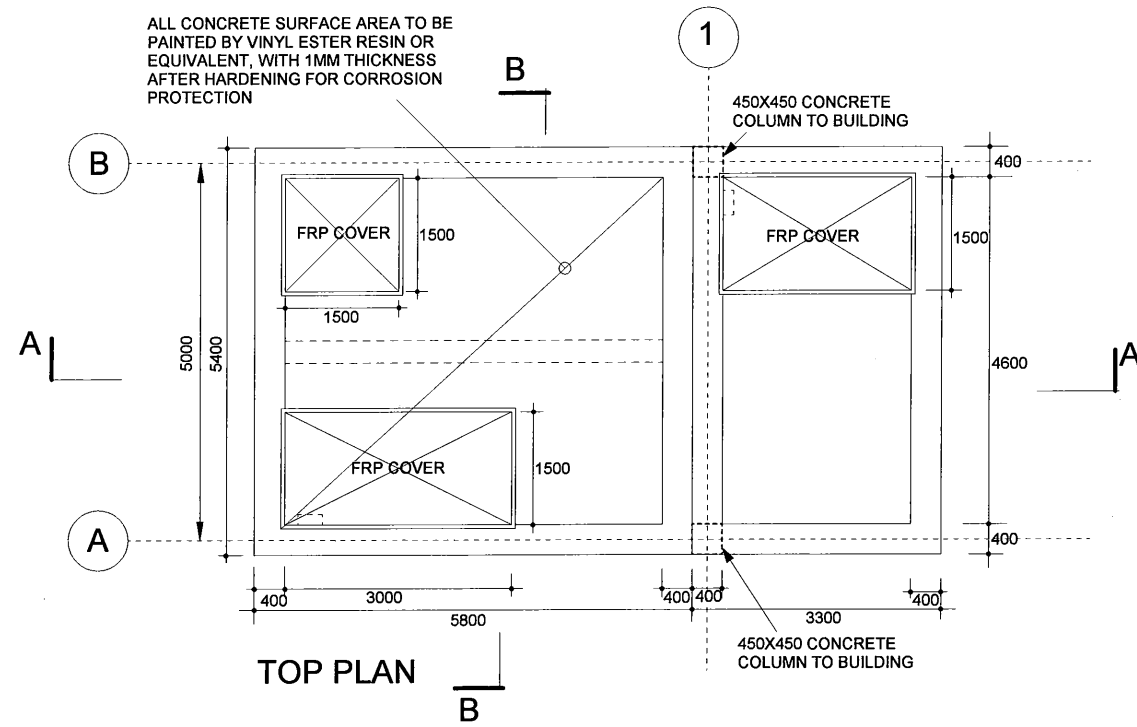 ALL CONCRETE SURFACE AREA TO BE
PAINTED BY VINYL ESTER RESIN OR
EQUIVALENT, WITH 1MM THICKNESS
AFTER HARDENING FOR CORROSION
PROTECTION
B
1
450X450 CONCRETE
COLUMN TO BUILDING
B
400
FRP COVER
1500
FRP COVER
1500
1500
A
5000
5400
4600
A
FRP COVER
1500
A
400
400
3000
400
400
400
5800
3300
450X450 CONCRETE
COLUMN TO BUILDING
TOP PLAN
B